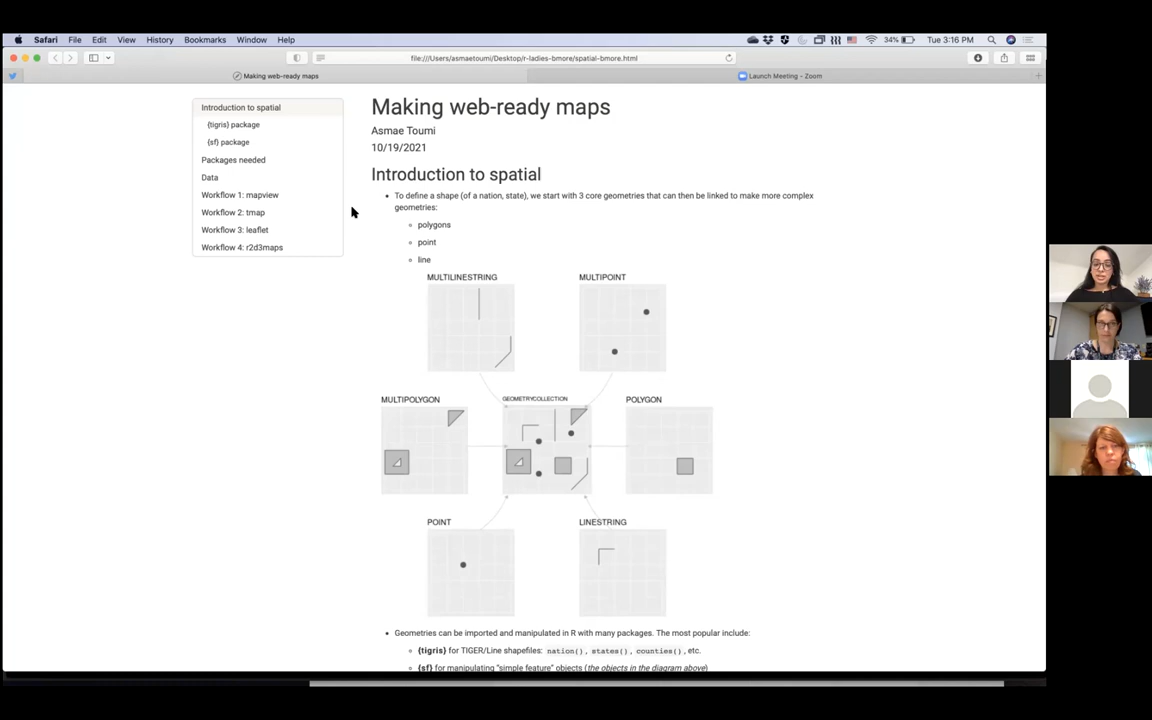 Safari File Edit View History Bookmarks Window Help
34% Tue 3:16 PM
file:///Users/asmaetoumi/Desktop/r-ladies-bmore/spatial-bmore.html
Making web-ready maps
Launch Meeting - Zoom
Introduction to spatial
{tigris} package
{sf} package
Packages needed
Data
Workflow 1: mapview
Workflow 2: tmap
Workflow 3: leaflet
Workflow 4: r2d3maps
Making web-ready maps
Asmae Toumi
10/19/2021
Introduction to spatial
To define a shape (of a nation, state), we start with 3 core geometries that can then be linked to make more complex
geometries:
polygons
point
line
MULTILINESTRING
MULTIPOINT
MULTIPOLYGON
GEOMETRYCOLLECTION
POLYGON
POINT
LINESTRING
Geometries can be imported and manipulated in R with many packages. The most popular include:
{tigris} for TIGER/Line shapefiles: nation(), states(), counties(), etc.
{sf} for manipulating "simple feature" objects (the objects in the diagram above)